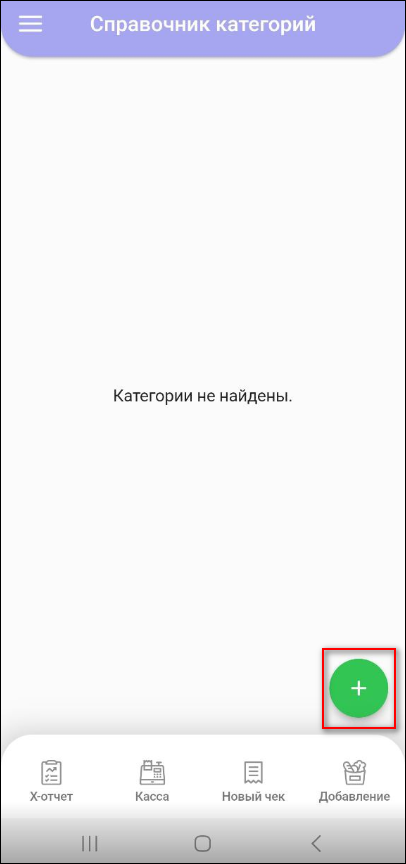 Справочник категорий
Категории не найдены.
X-отчет
Касса
Новый чек
Добавление